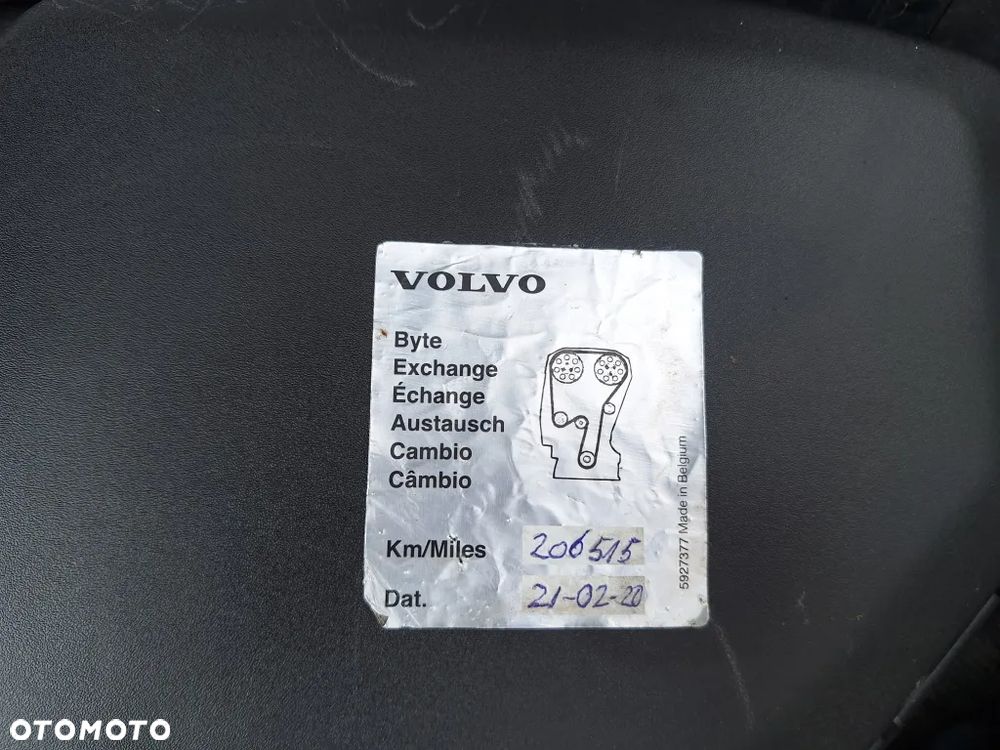 VOLVO
Byte
Exchange
Échange
Austausch
Cambio
Câmbio
Km/Miles 206515
Dat. 21-02-20
5927377 Made in Belgium
OTOMOTO